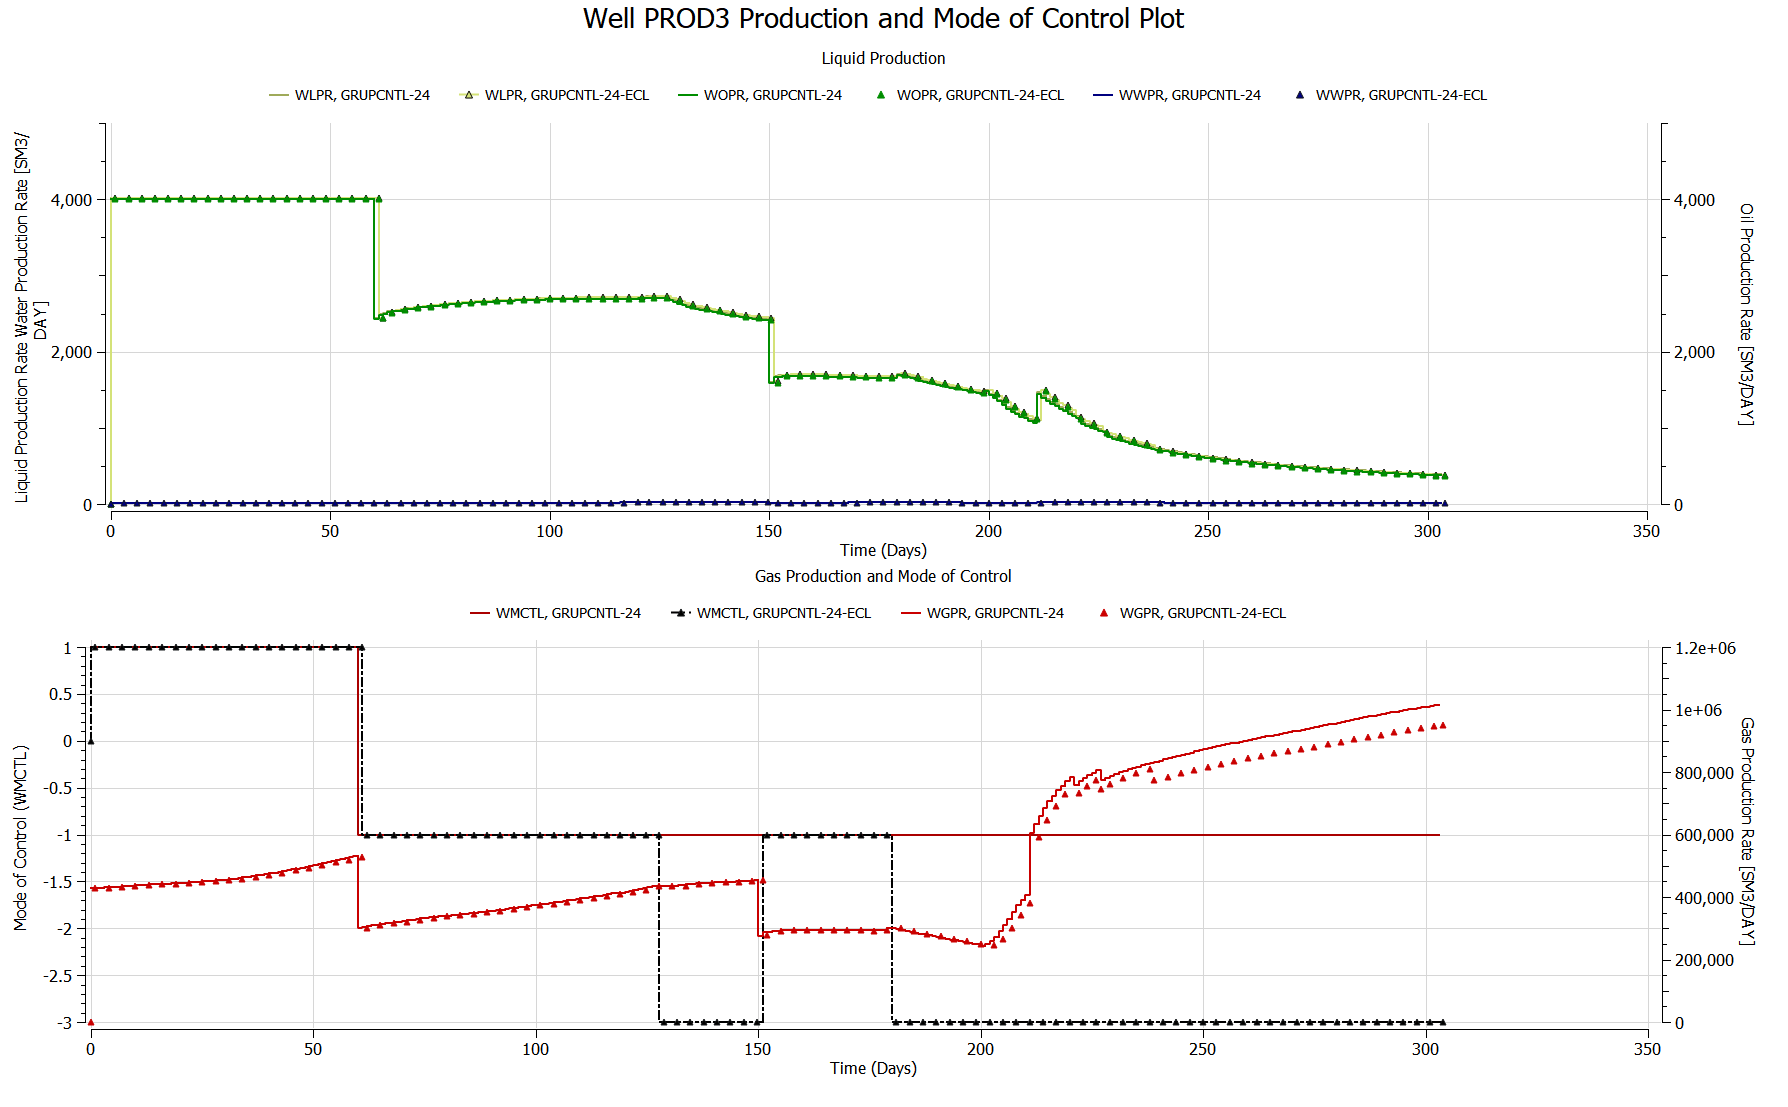 Well PROD3 Production and Mode of Control Plot
Liquid Production
WLPR, GRUPCNTL-24
WLPR, GRUPCNTL-24-ECL
WOPR, GRUPCNTL-24
WOPR, GRUPCNTL-24-ECL
WWPR, GRUPCNTL-24
WWPR, GRUPCNTL-24-ECL
Liquid Production Rate Water Production Rate [SM3/
DAY]
4,000
2,000
0
4,000
2,000
0
Oil Production Rate [SM3/DAY]
0 50 100 150 200 250 300 350
Time (Days)
Gas Production and Mode of Control
WMCTL, GRUPCNTL-24
WMCTL, GRUPCNTL-24-ECL
WGPR, GRUPCNTL-24
WGPR, GRUPCNTL-24-ECL
Mode of Control (WMCTL)
1
0.5
0
-0.5
-1
-1.5
-2
-2.5
-3
1.2e+06
1e+06
800,000
600,000
400,000
200,000
0
Gas Production Rate [SM3/DAY]
0 50 100 150 200 250 300 350
Time (Days)